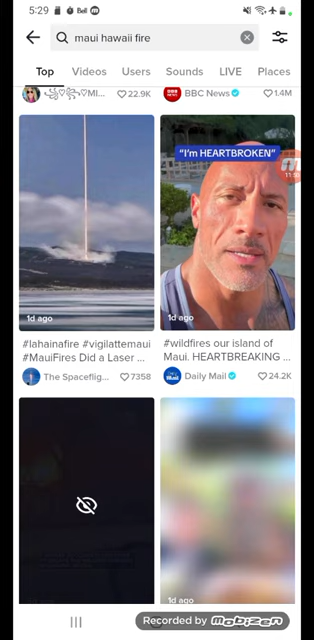 5:29 Bell
maui hawaii fire
Top Videos Users Sounds LIVE Places
22.9K
BBC News 1.4M
"I'm HEARTBROKEN"
1d ago
1d ago
#lahainafire #vigilattemaui
#MauiFires Did a Laser ...
The Spaceflig... 7358
#wildfires our island of
Maui. HEARTBREAKING ...
Daily Mail 24.2K
1d ago
Recorded by mobizen